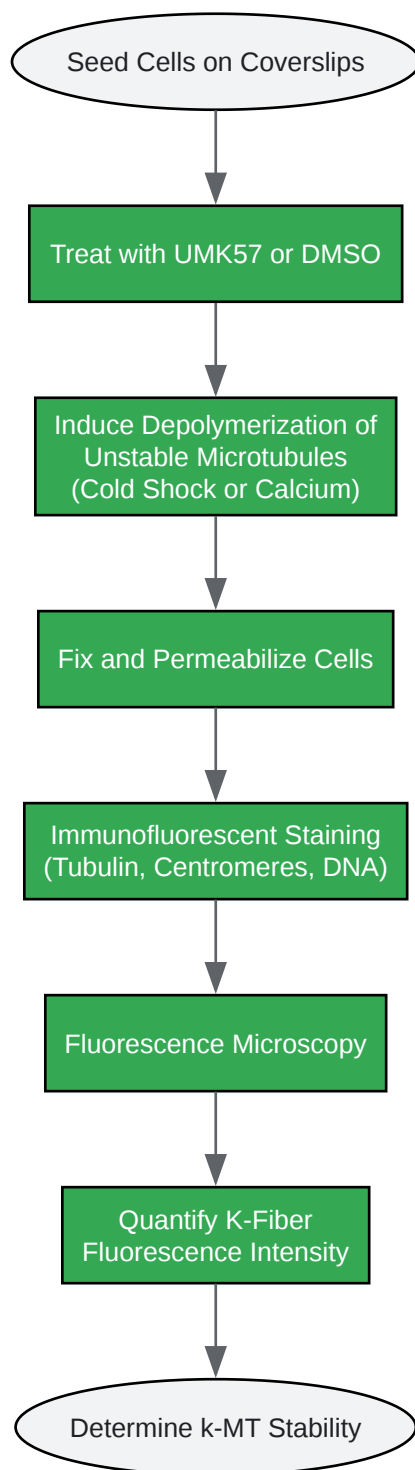 Seed Cells on Coverslips
Treat with UMK57 or DMSO
Induce Depolymerization of
Unstable Microtubules
(Cold Shock or Calcium)
Fix and Permeabilize Cells
Immunofluorescent Staining
(Tubulin, Centromeres, DNA)
Fluorescence Microscopy
Quantify K-Fiber
Fluorescence Intensity
Determine k-MT Stability